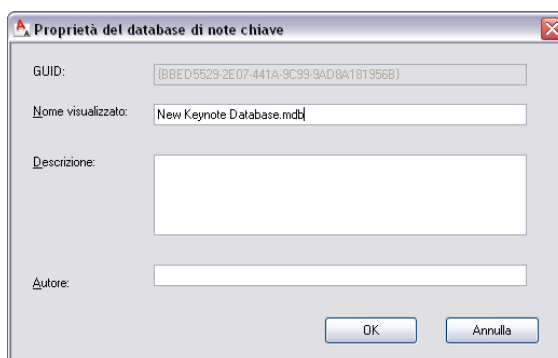 Proprietà del database di note chiave
GUID: {BBED5529-2E07-441A-9C99-9AD8A181956B}
Nome visualizzato: New Keynote Database.mdb
Descrizione:
Autore:
OK Annulla